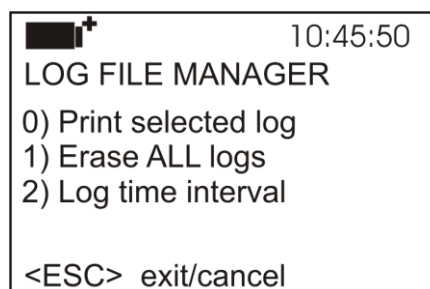 10:45:50
LOG FILE MANAGER
0) Print selected log
1) Erase ALL logs
2) Log time interval
<ESC> exit/cancel